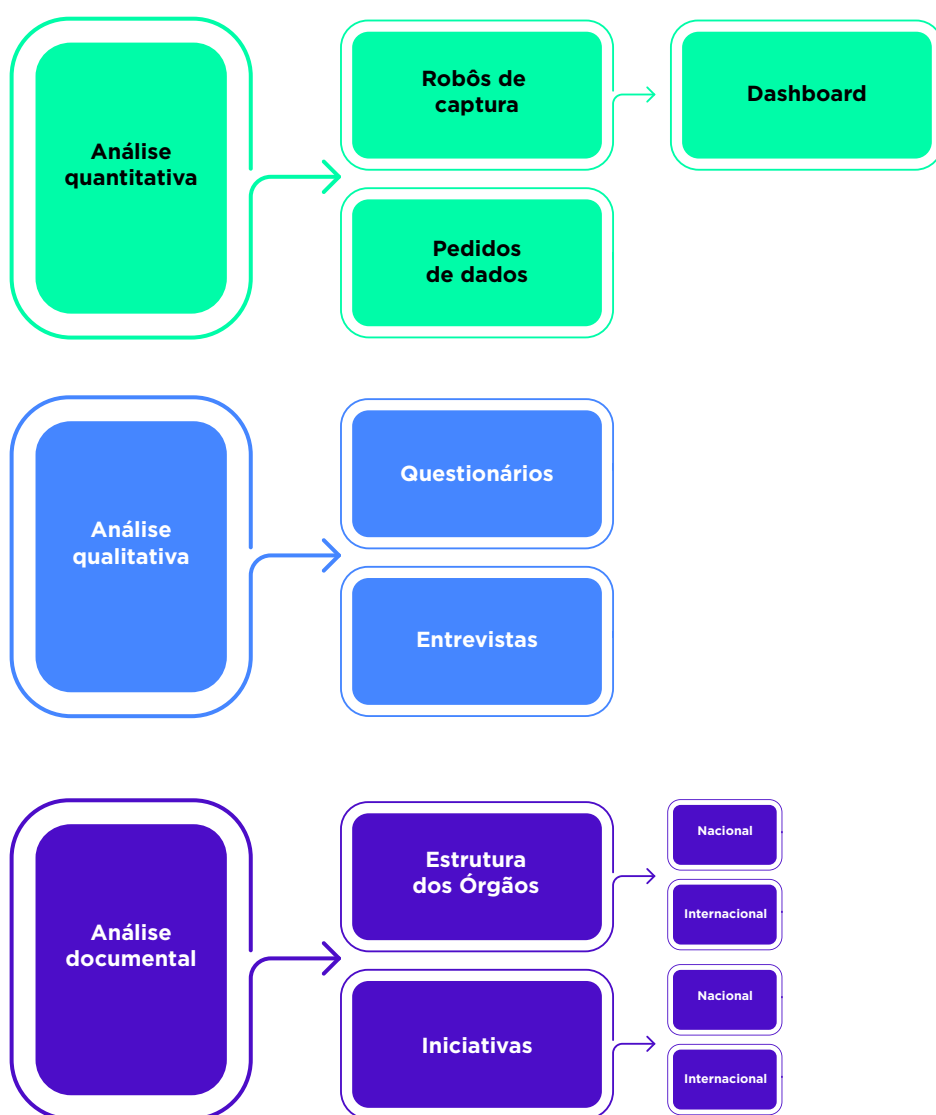 Análise
quantitativa
Robôs de
captura
Dashboard
Pedidos
de dados
Análise
qualitativa
Questionários
Entrevistas
Análise
documental
Estrutura
dos Órgãos
Nacional
Internacional
Iniciativas
Nacional
Internacional